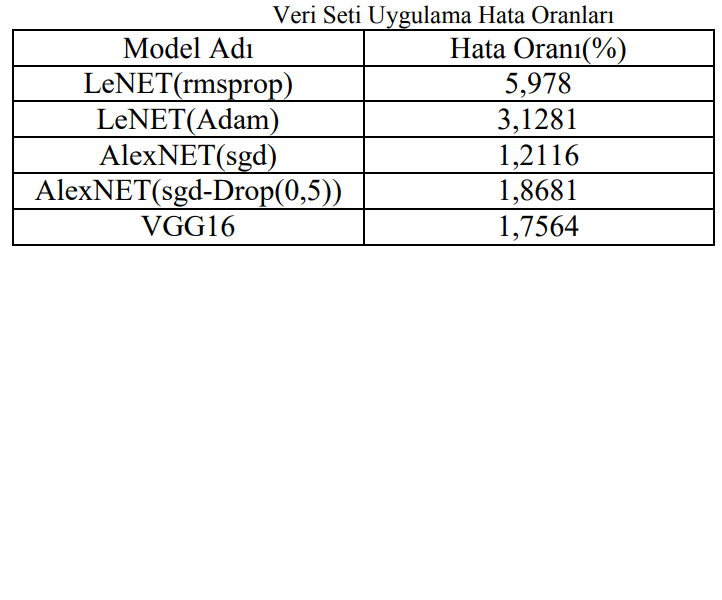 Veri Seti Uygulama Hata Oranları
Model Adı Hata Oranı(%)
LeNET(rmsprop) 5,978
LeNET(Adam) 3,1281
AlexNET(sgd) 1,2116
AlexNET(sgd-Drop(0,5)) 1,8681
VGG16 1,7564